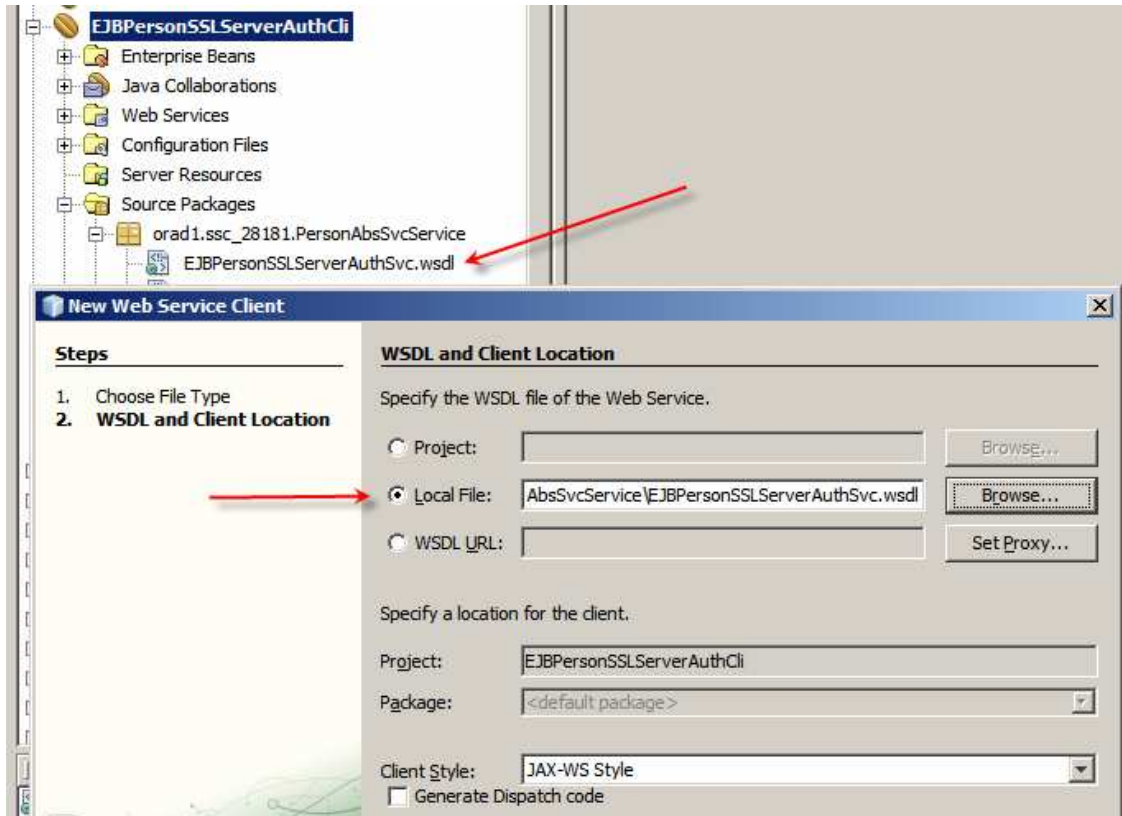 EJBPersonSSLServerAuthCli
Enterprise Beans
Java Collaborations
Web Services
Configuration Files
Server Resources
Source Packages
orad1.ssc_28181.PersonAbsSvcService
EJBPersonSSLServerAuthSvc.wsdl
New Web Service Client
Steps
1. Choose File Type
2. WSDL and Client Location
WSDL and Client Location
Specify the WSDL file of the Web Service.
Project: Browse...
Local File: AbsSvcService\EJBPersonSSLServerAuthSvc.wsdl Browse...
WSDL URL: Set Proxy...
Specify a location for the client.
Project: EJBPersonSSLServerAuthCli
Package: <default package>
Client Style: JAX-WS Style
Generate Dispatch code